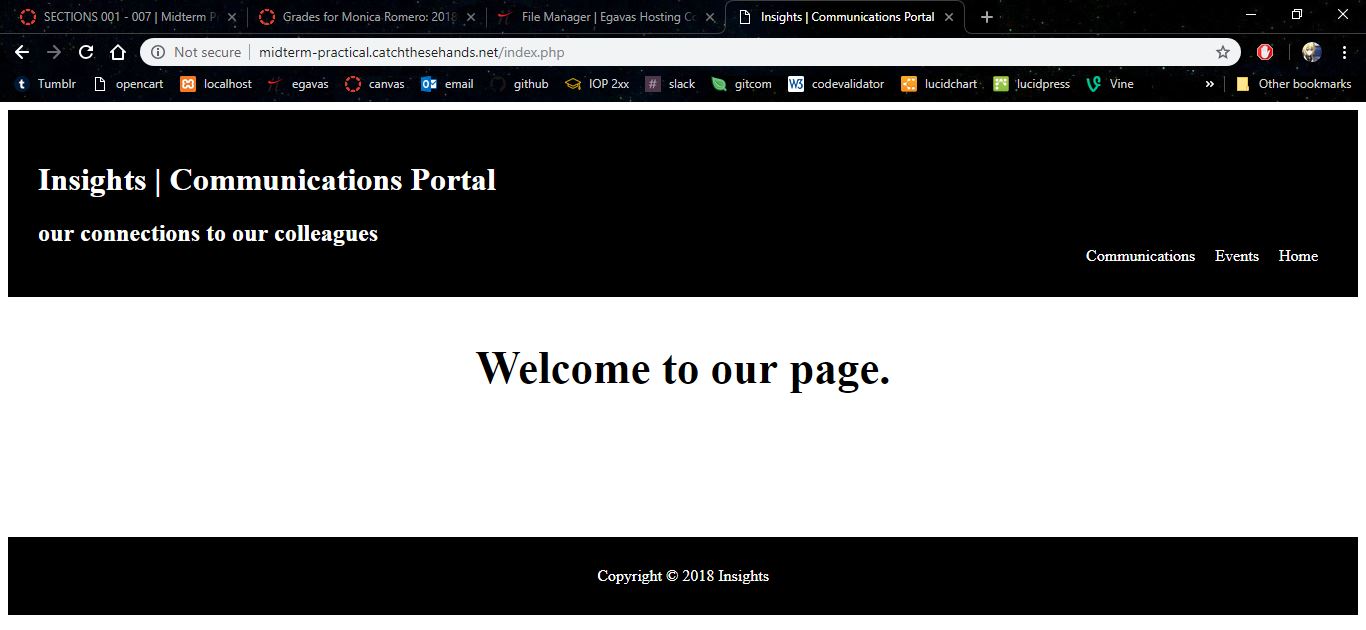 SECTIONS 001 - 007 | Midterm P
Grades for Monica Romero: 2018
File Manager | Egavas Hosting Co
Insights | Communications Portal
Not secure | midterm-practical.catchthesehands.net/index.php
Tumblr opencart localhost egavas canvas email github IOP 2xx slack gitcom codevalidator lucidchart lucidpress Vine » Other bookmarks
Insights | Communications Portal
our connections to our colleagues
Communications Events Home
Welcome to our page.
Copyright © 2018 Insights